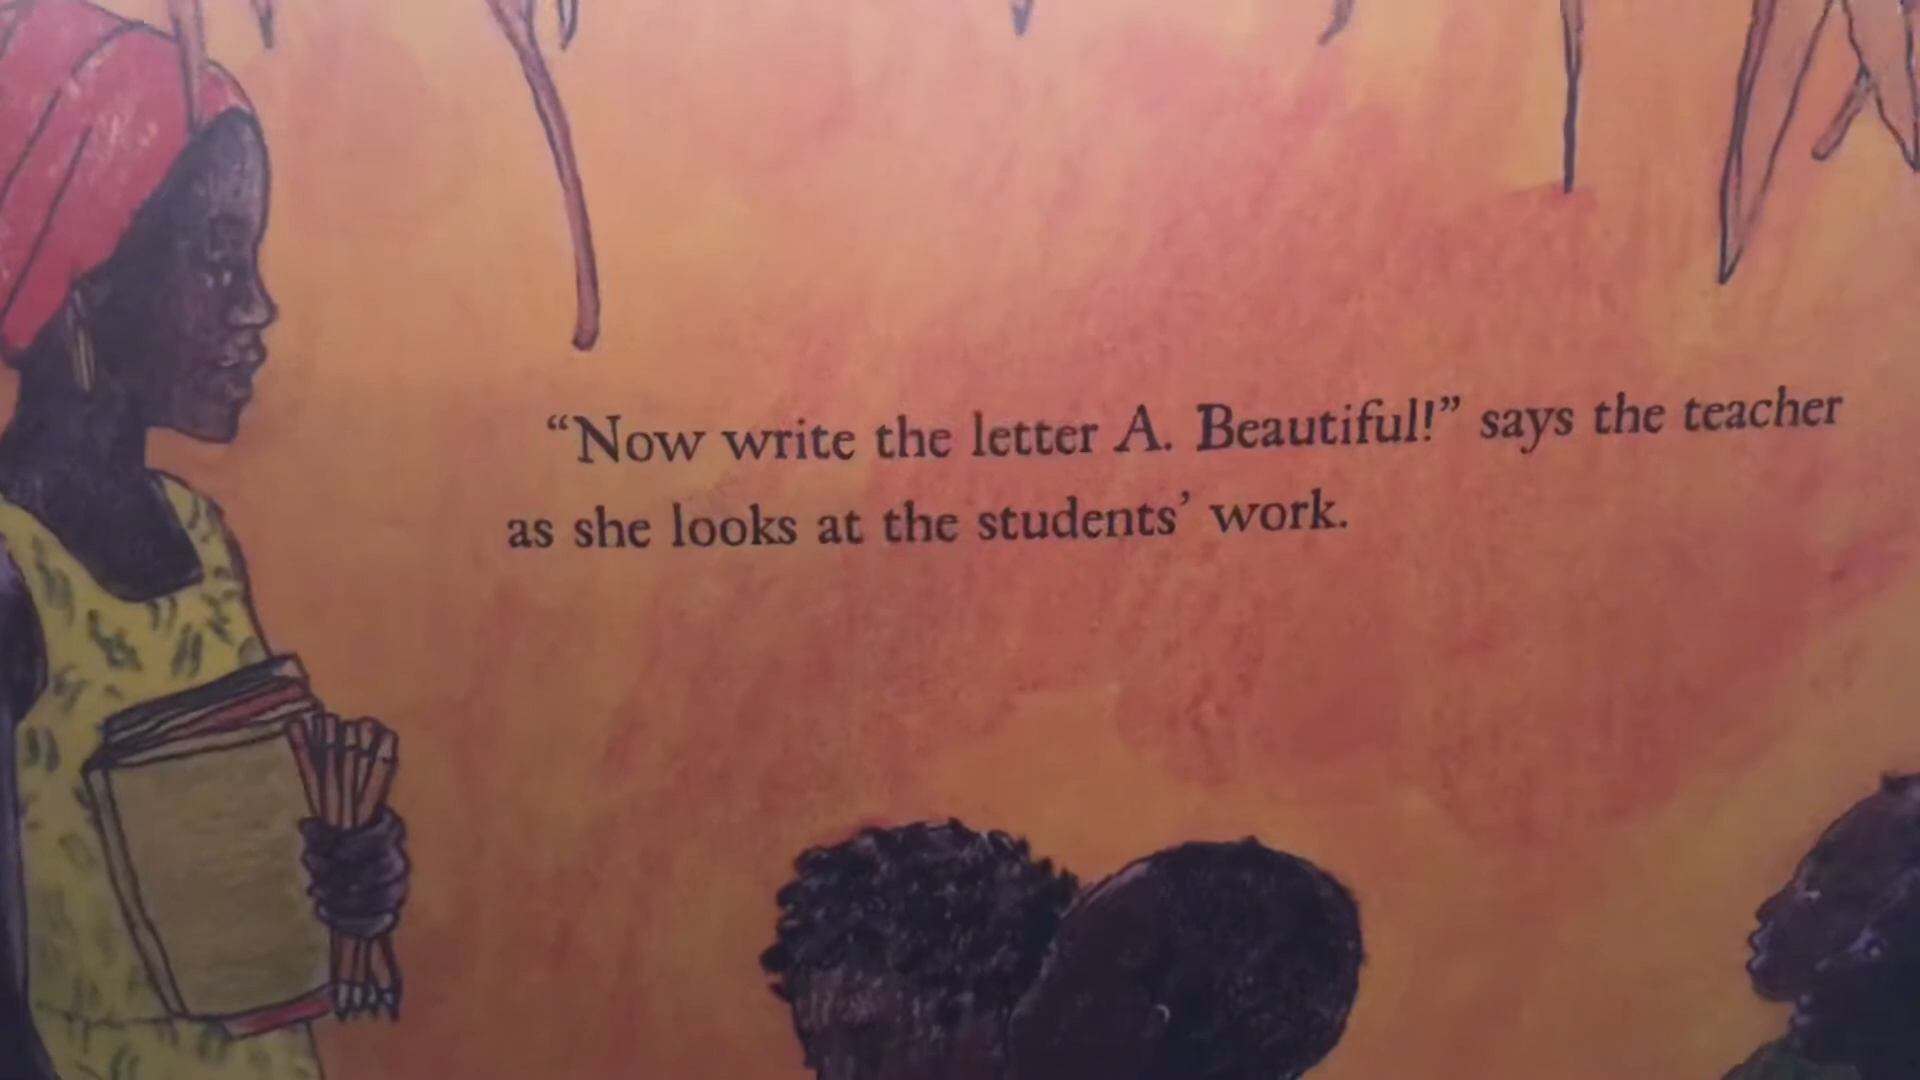 “Now write the letter A. Beautiful!” says the teacher
as she looks at the students’ work.